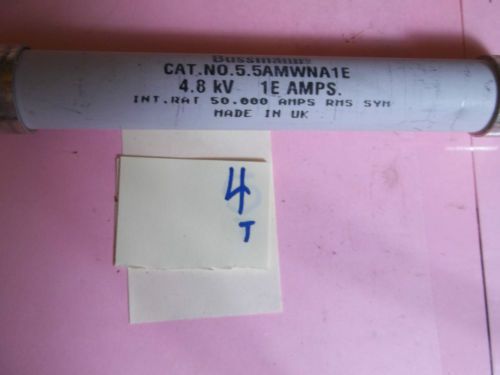 Bussmann®
CAT.NO.5.5AMWNA1E
4.8 kV 1E AMPS.
INT.RAT 50.000 AMPS RMS SYM
MADE IN UK
4
T